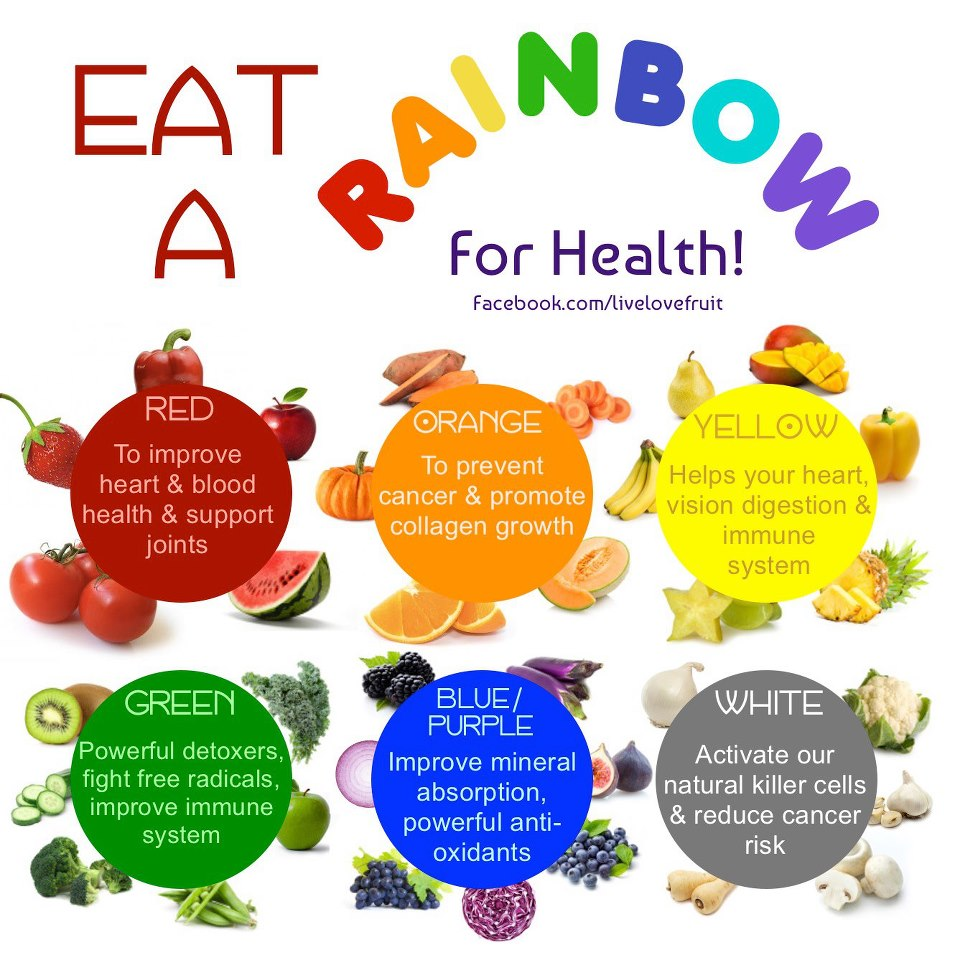 EAT
A
RAINBOW
For Health!
Facebook.com/livelovefruit
RED
To improve
heart & blood
health & support
joints
ORANGE
To prevent
cancer & promote
collagen growth
YELLOW
Helps your heart,
vision digestion &
immune
system
GREEN
Powerful detoxers,
fight free radicals,
improve immune
system
BLUE/
PURPLE
Improve mineral
absorption,
powerful anti-
oxidants
WHITE
Activate our
natural killer cells
& reduce cancer
risk